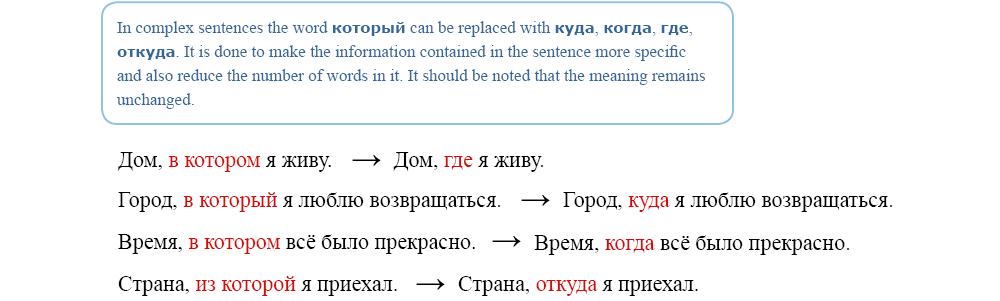 In complex sentences the word который can be replaced with куда, когда, где,
откуда. It is done to make the information contained in the sentence more specific
and also reduce the number of words in it. It should be noted that the meaning remains
unchanged.
Дом, в котором я живу. → Дом, где я живу.
Город, в который я люблю возвращаться. → Город, куда я люблю возвращаться.
Время, в котором всё было прекрасно. → Время, когда всё было прекрасно.
Страна, из которой я приехал. → Страна, откуда я приехал.